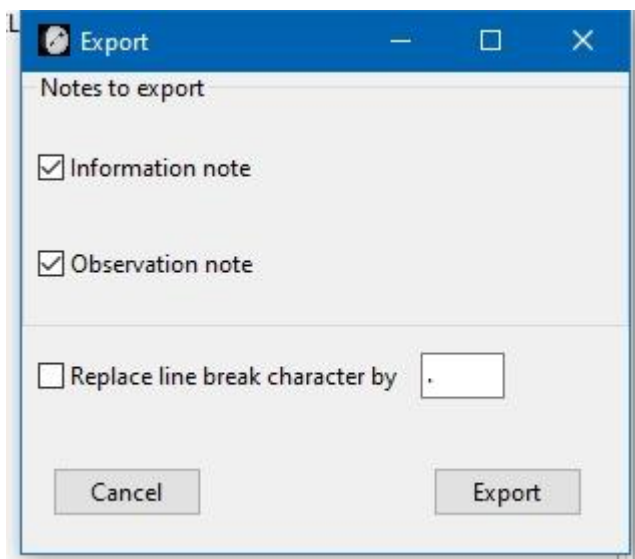 Export
Notes to export
Information note
Observation note
Replace line break character by .
Cancel Export